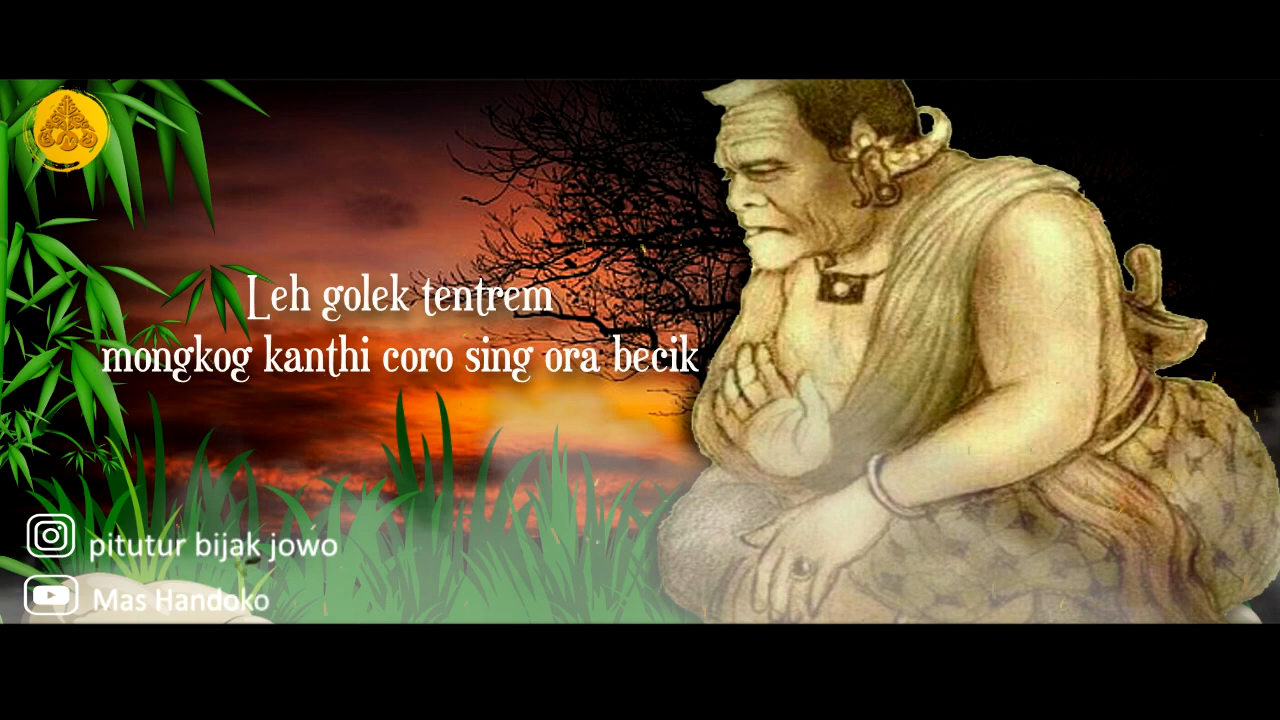 Leh golek tentrem
mongkog kanthi coro sing ora becik
pitutur bijak jowo
Mas Handoko